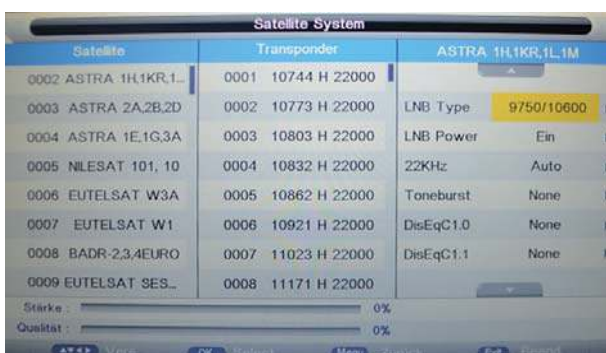 Satellite System
Satellite
Transponder
ASTRA 1H,1KR,1L,1M
0002 ASTRA 1H,1KR,1...
0003 ASTRA 2A,2B,2D
0004 ASTRA 1E,1G,3A
0005 NILESAT 101, 10
0006 EUTELSAT W3A
0007 EUTELSAT W1
0008 BADR-2,3,4EURO
0009 EUTELSAT SES...
0001 10744 H 22000
0002 10773 H 22000
0003 10803 H 22000
0004 10832 H 22000
0005 10862 H 22000
0006 10921 H 22000
0007 11023 H 22000
0008 11171 H 22000
LNB Type 9750/10600
LNB Power Ein
22KHz Auto
Toneburst None
DisEqC1.0 None
DisEqC1.1 None
Stärke : 0%
Qualität : 0%